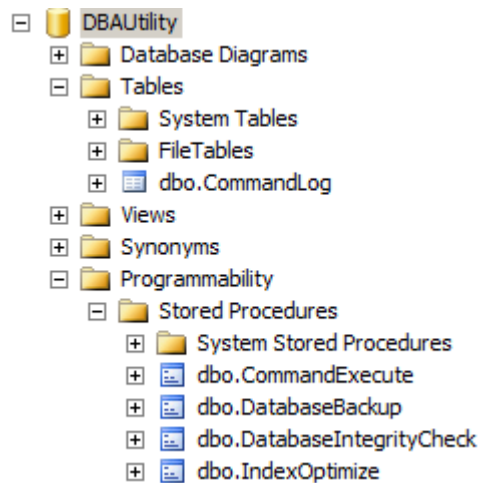 DBAUtility
Database Diagrams
Tables
System Tables
FileTables
dbo.CommandLog
Views
Synonyms
Programmability
Stored Procedures
System Stored Procedures
dbo.CommandExecute
dbo.DatabaseBackup
dbo.DatabaseIntegrityCheck
dbo.IndexOptimize